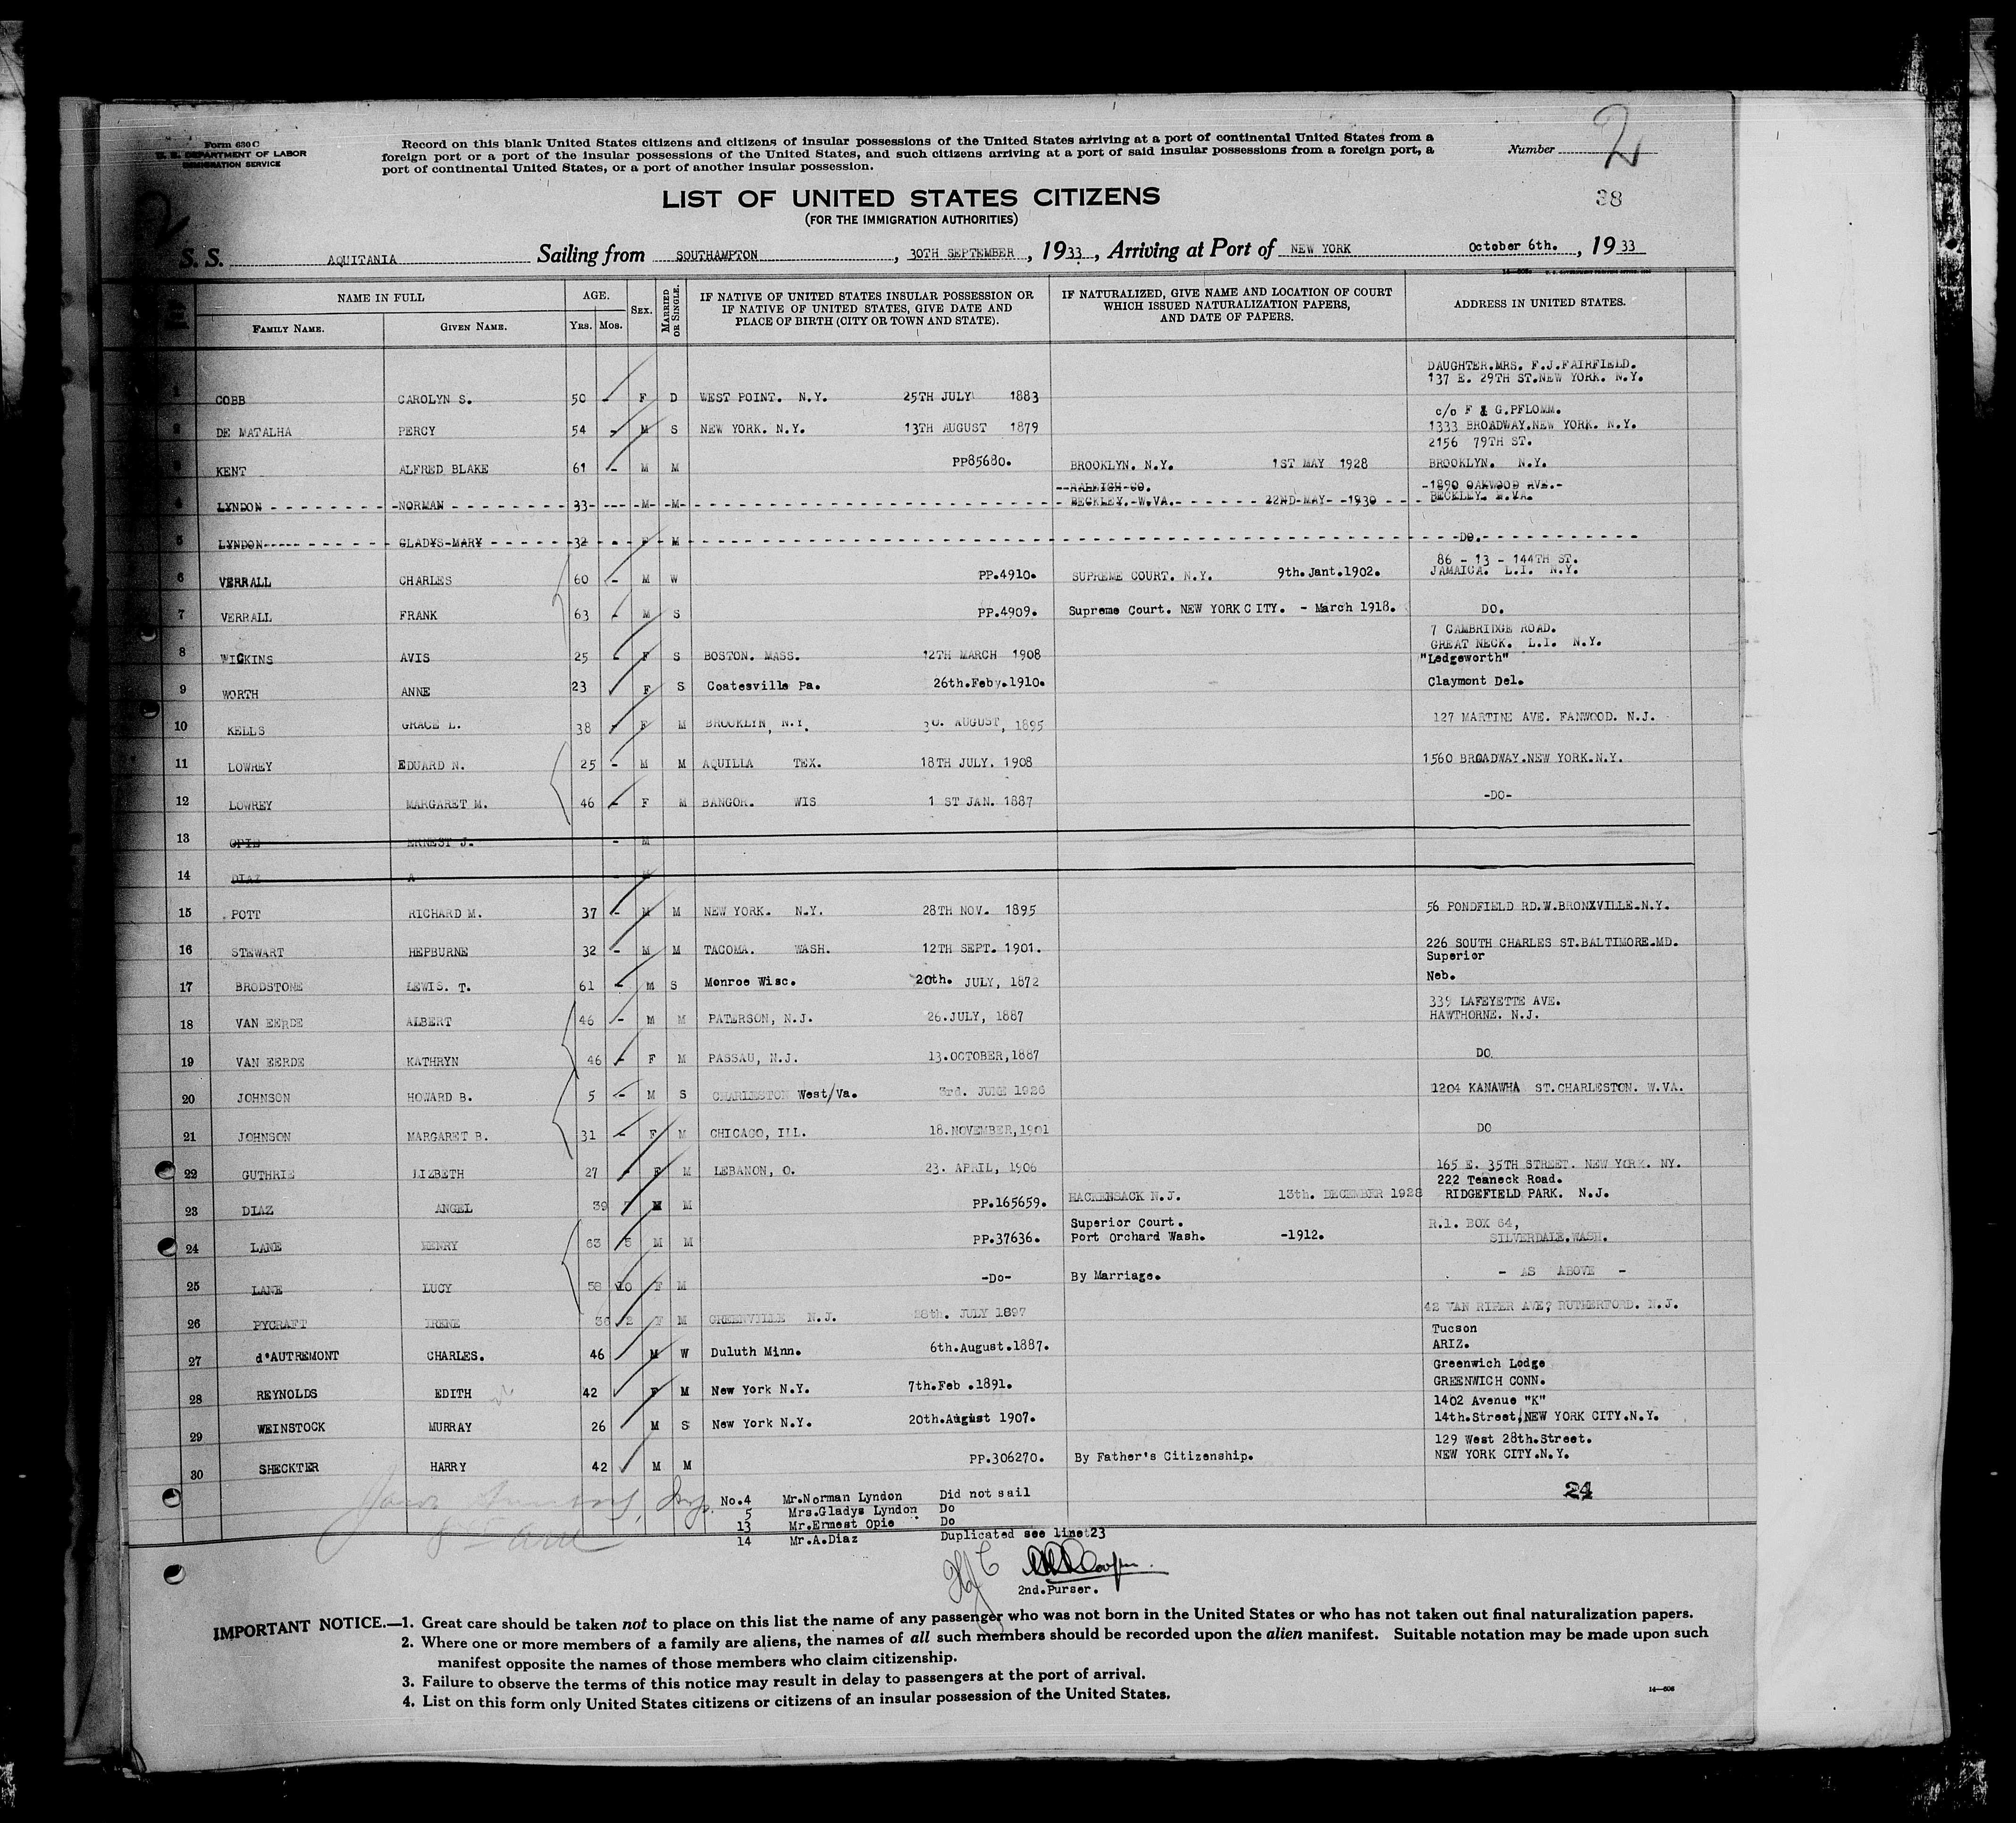 Form 630 C
U. S. DEPARTMENT OF LABOR
IMMIGRATION SERVICE
Record on this blank United States citizens and citizens of insular possessions of the United States arriving at a port of continental United States from a
foreign port or a port of the insular possessions of the United States, and such citizens arriving at a port of said insular possessions from a foreign port, a
port of continental United States, or a port of another insular possession.
Number 2
38
LIST OF UNITED STATES CITIZENS
(FOR THE IMMIGRATION AUTHORITIES)
S. S. AQUITANIA Sailing from SOUTHAMPTON, 30TH SEPTEMBER, 1933, Arriving at Port of NEW YORK October 6th., 1933
NAME IN FULL
FAMILY NAME. GIVEN NAME.
AGE.
YRS. MOS.
SEX.
MARRIED OR SINGLE.
IF NATIVE OF UNITED STATES INSULAR POSSESSION OR
IF NATIVE OF UNITED STATES, GIVE DATE AND
PLACE OF BIRTH (CITY OR TOWN AND STATE).
IF NATURALIZED, GIVE NAME AND LOCATION OF COURT
WHICH ISSUED NATURALIZATION PAPERS,
AND DATE OF PAPERS.
ADDRESS IN UNITED STATES.
DAUGHTER.MRS. F.J.FAIRFIELD.
137 E. 29TH ST.NEW YORK. N.Y.
1 COBB CAROLYN S. 50 - F D WEST POINT. N.Y. 25TH JULY 1883
c/o F & G.PFLOMM.
2 DE MATALHA PERCY 54 - M S NEW YORK. N.Y. 13TH AUGUST 1879 1333 BROADWAY.NEW YORK. N.Y.
2156 79TH ST.
3 KENT ALFRED BLAKE 61 - M M PP85680. BROOKLYN. N.Y. 1ST MAY 1928 BROOKLYN. N.Y.
RALEIGH CO. 1890 OAKWOOD AVE.
4 LYNDON NORMAN 33 - M M BECKLEY. W.VA. 22ND MAY 1930 BECKLEY. W.VA.
5 LYNDON GLADYS MARY 32 - F M DO.
86 - 13 - 144TH ST.
6 VERRALL CHARLES 60 - M W PP.4910. SUPREME COURT. N.Y. 9th.Jant.1902. JAMAICA. L.I. N.Y.
7 VERRALL FRANK 63 - M S PP.4909. Supreme Court. NEW YORK CITY. - March 1918. DO.
7 CAMBRIDGE ROAD.
GREAT NECK. L.I. N.Y.
8 WICKINS AVIS 25 - F S BOSTON. MASS. 12TH MARCH 1908
"Ledgeworth"
9 WORTH ANNE 23 F S Coatesville Pa. 26th.Feby.1910. Claymont Del.
10 KELLS GRACE L. 38 - F M BROOKLYN, N.Y. 30. AUGUST, 1895 127 MARTINE AVE. FANWOOD. N.J.
11 LOWREY EDUARD N. 25 - M M AQUILLA TEX. 18TH JULY. 1908 1560 BROADWAY.NEW YORK.N.Y.
12 LOWREY MARGARET M. 46 - F M BANGOR. WIS 1 ST JAN. 1887 -DO-
13 OPIE ERNEST J. - M
14 DIAZ A - M
15 POTT RICHARD M. 37 - M M NEW YORK. N.Y. 28TH NOV. 1895 56 PONDFIELD RD.W.BRONXVILLE.N.Y.
16 STEWART HEPBURNE 32 - M M TACOMA. WASH. 12TH SEPT. 1901. 226 SOUTH CHARLES ST.BALTIMORE.MD.
Superior
17 BRODSTONE LEWIS. T. 61 - M S Monroe Wisc. 20th. JULY, 1872 Neb.
339 LAFEYETTE AVE.
18 VAN EERDE ALBERT 46 - M M PATERSON, N.J. 26.JULY, 1887 HAWTHORNE. N.J.
19 VAN EERDE KATHRYN 46 - F M PASSAU, N.J. 13.OCTOBER,1887 DO
20 JOHNSON HOWARD B. 5 - M S CHARLESTON West/Va. 3rd. JUNE 1926 1204 KANAWHA ST.CHARLESTON. W.VA.
21 JOHNSON MARGARET B. 31 - F M CHICAGO, ILL. 18.NOVEMBER,1901 DO
22 GUTHRIE LIZBETH 27 - F M LEBANON, O. 23. APRIL, 1906 165 E. 35TH STREET. NEW YORK. NY.
222 Teaneck Road.
23 DIAZ ANGEL 39 7 M M PP.165659. HACKENSACK N.J. 13th. DECEMBER 1928 RIDGEFIELD PARK. N.J.
Superior Court. R.1. BOX 64,
24 LANE HENRY 63 5 M M PP.37636. Port Orchard Wash. -1912. SILVERDALE.WASH.
25 LANE LUCY 58 10 F M -Do- By Marriage. - AS ABOVE -
26 PYCRAFT IRENE 36 2 F M GREENVILLE N.J. 28th. JULY 1897 42 VAN RIPER AVE? RUTHERFORD. N.J.
Tucson
27 d'AUTREMONT CHARLES. 46 M W Duluth Minn. 6th.August.1887. ARIZ.
Greenwich Lodge
28 REYNOLDS EDITH 42 F M New York N.Y. 7th.Feb .1891. GREENWICH CONN.
1402 Avenue "K"
29 WEINSTOCK MURRAY 26 M S New York N.Y. 20th.August 1907. 14th.Street,NEW YORK CITY.N.Y.
129 West 28th.Street.
30 SHECKTER HARRY 42 M M PP.306270. By Father's Citizenship. NEW YORK CITY.N.Y.
24
No.4 Mr.Norman Lyndon Did not sail
5 Mrs.Gladys Lyndon Do
13 Mr.Ernest Opie Do
14 Mr.A.Diaz Duplicated see line 23
2nd.Purser.
IMPORTANT NOTICE.—1. Great care should be taken not to place on this list the name of any passenger who was not born in the United States or who has not taken out final naturalization papers.
2. Where one or more members of a family are aliens, the names of all such members should be recorded upon the alien manifest. Suitable notation may be made upon such
manifest opposite the names of those members who claim citizenship.
3. Failure to observe the terms of this notice may result in delay to passengers at the port of arrival.
4. List on this form only United States citizens or citizens of an insular possession of the United States.
14—606